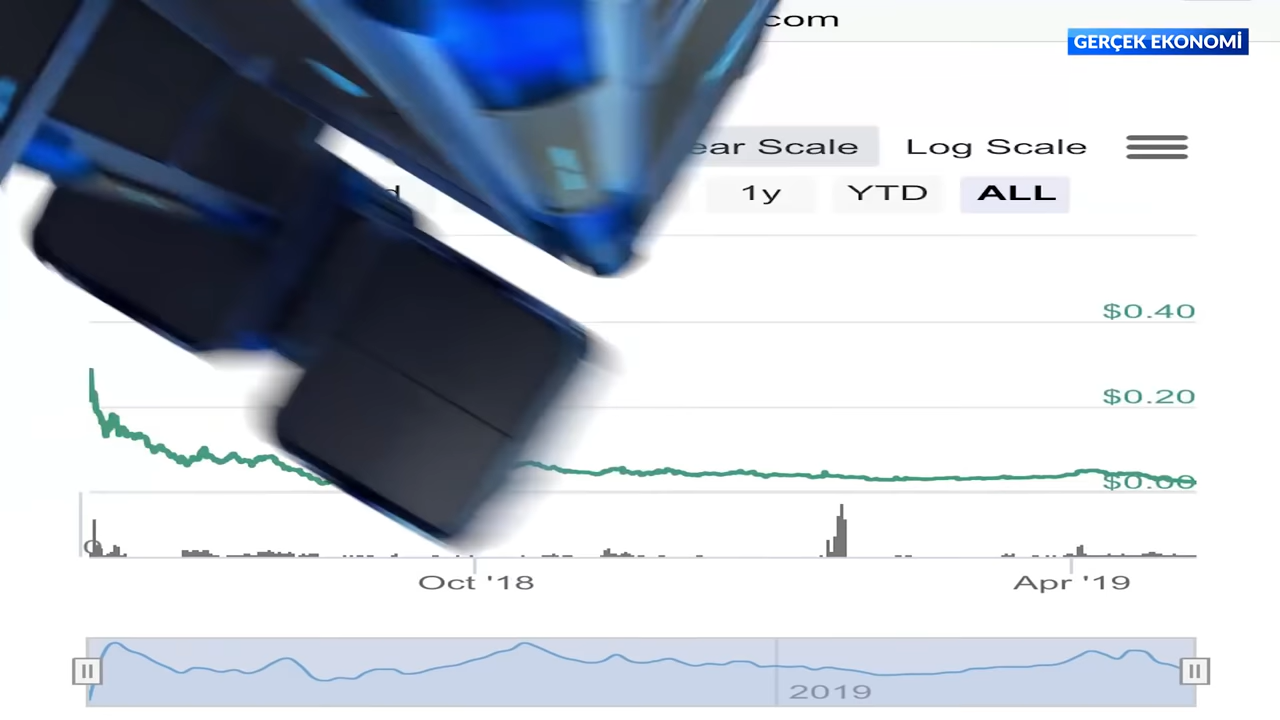 com
GERÇEK EKONOMİ
Scale
Log Scale
1y
YTD
ALL
$0.40
$0.20
$0.00
Oct '18
Apr '19
2019